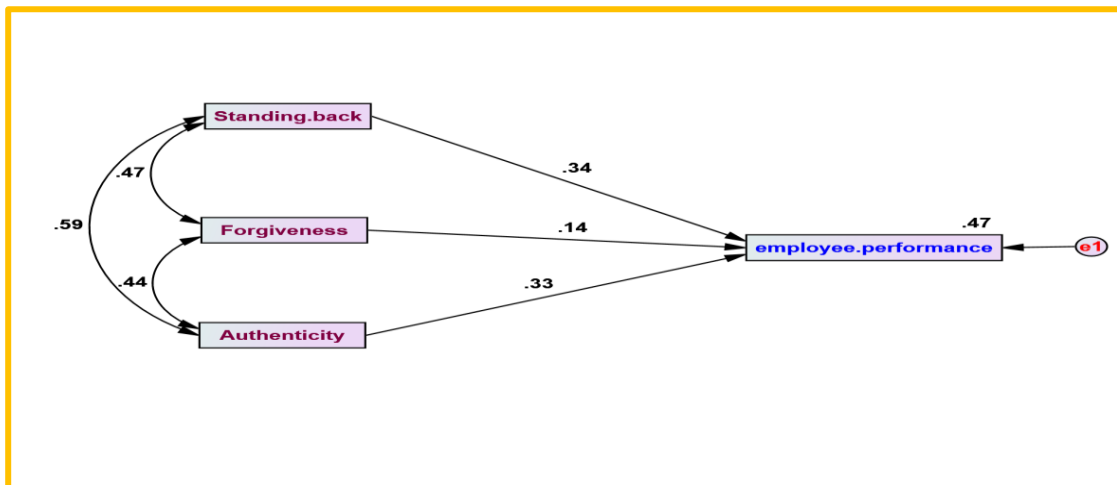 Standing.back
.47
.34
.59
Forgiveness
.14
.47
employee.performance
e1
.44
.33
Authenticity